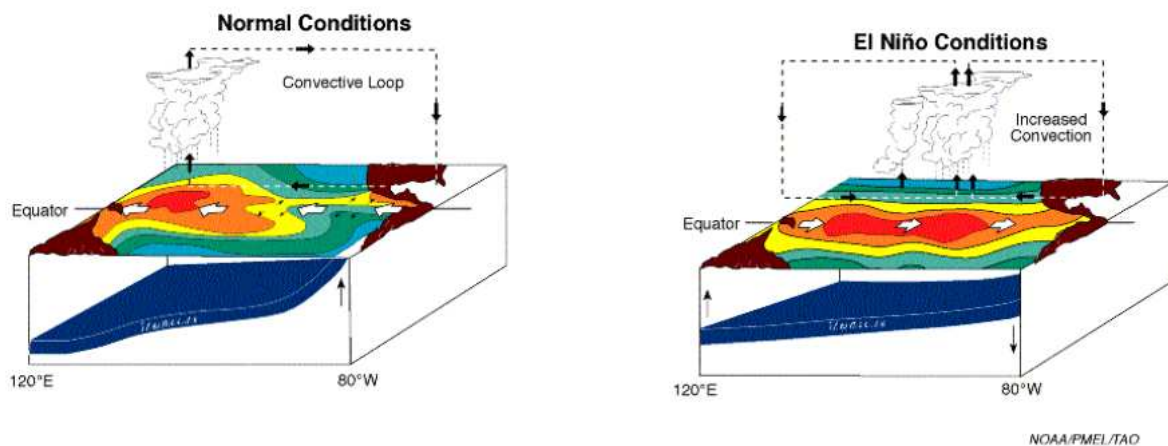 Normal Conditions
Convective Loop
Equator
120°E
80°W
El Niño Conditions
Increased
Convection
Equator
120°E
80°W
NOAA/PMEL/TAO